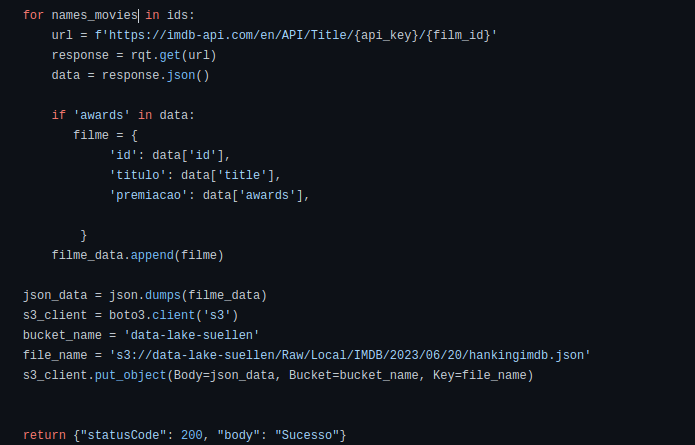 for names_movies in ids:
    url = f'https://imdb-api.com/en/API/Title/{api_key}/{film_id}'
    response = rqt.get(url)
    data = response.json()

    if 'awards' in data:
       filme = {
            'id': data['id'],
            'titulo': data['title'],
            'premiacao': data['awards'],

        }
    filme_data.append(filme)

json_data = json.dumps(filme_data)
s3_client = boto3.client('s3')
bucket_name = 'data-lake-suellen'
file_name = 's3://data-lake-suellen/Raw/Local/IMDB/2023/06/20/hankingimdb.json'
s3_client.put_object(Body=json_data, Bucket=bucket_name, Key=file_name)


return {"statusCode": 200, "body": "Sucesso"}